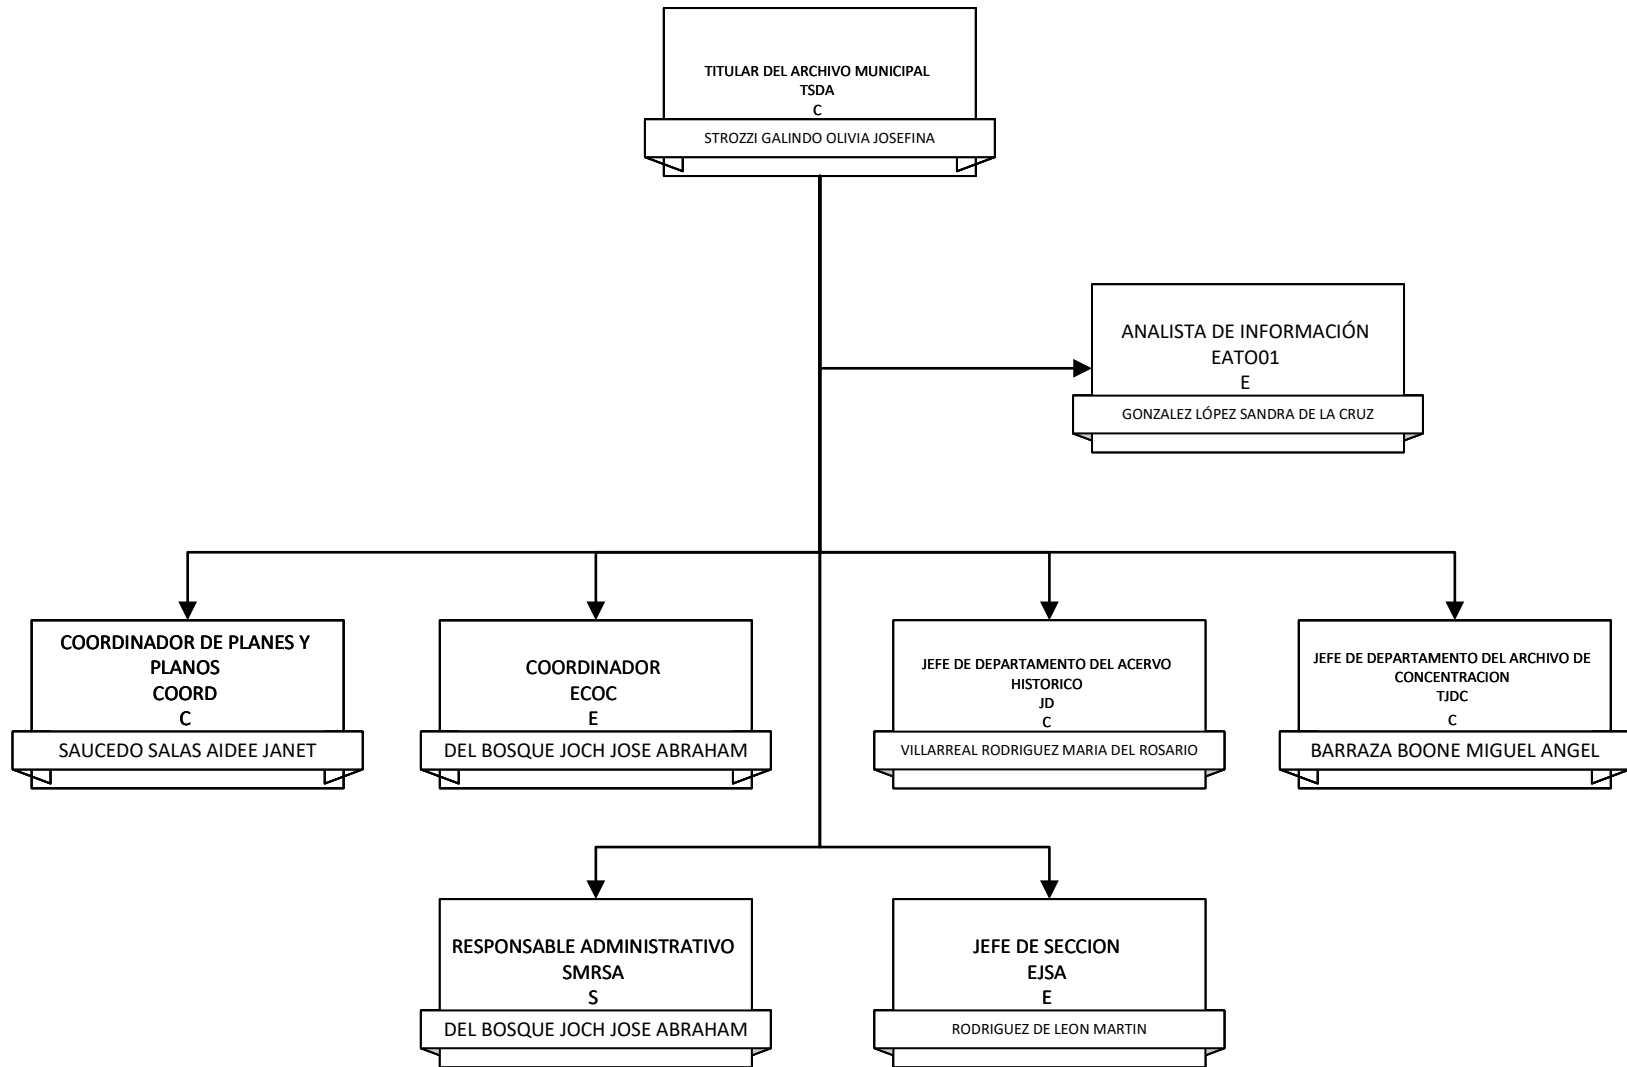 TITULAR DEL ARCHIVO MUNICIPAL
TSDA
C
STROZZI GALINDO OLIVIA JOSEFINA
ANALISTA DE INFORMACIÓN
EATO01
E
GONZALEZ LÓPEZ SANDRA DE LA CRUZ
COORDINADOR DE PLANES Y
PLANOS
COORD
C
SAUCEDO SALAS AIDEE JANET
COORDINADOR
ECOC
E
DEL BOSQUE JOCH JOSE ABRAHAM
JEFE DE DEPARTAMENTO DEL ACERVO
HISTORICO
JD
C
VILLARREAL RODRIGUEZ MARIA DEL ROSARIO
JEFE DE DEPARTAMENTO DEL ARCHIVO DE
CONCENTRACION
TJDC
C
BARRAZA BOONE MIGUEL ANGEL
RESPONSABLE ADMINISTRATIVO
SMRSA
S
DEL BOSQUE JOCH JOSE ABRAHAM
JEFE DE SECCION
EJSA
E
RODRIGUEZ DE LEON MARTIN